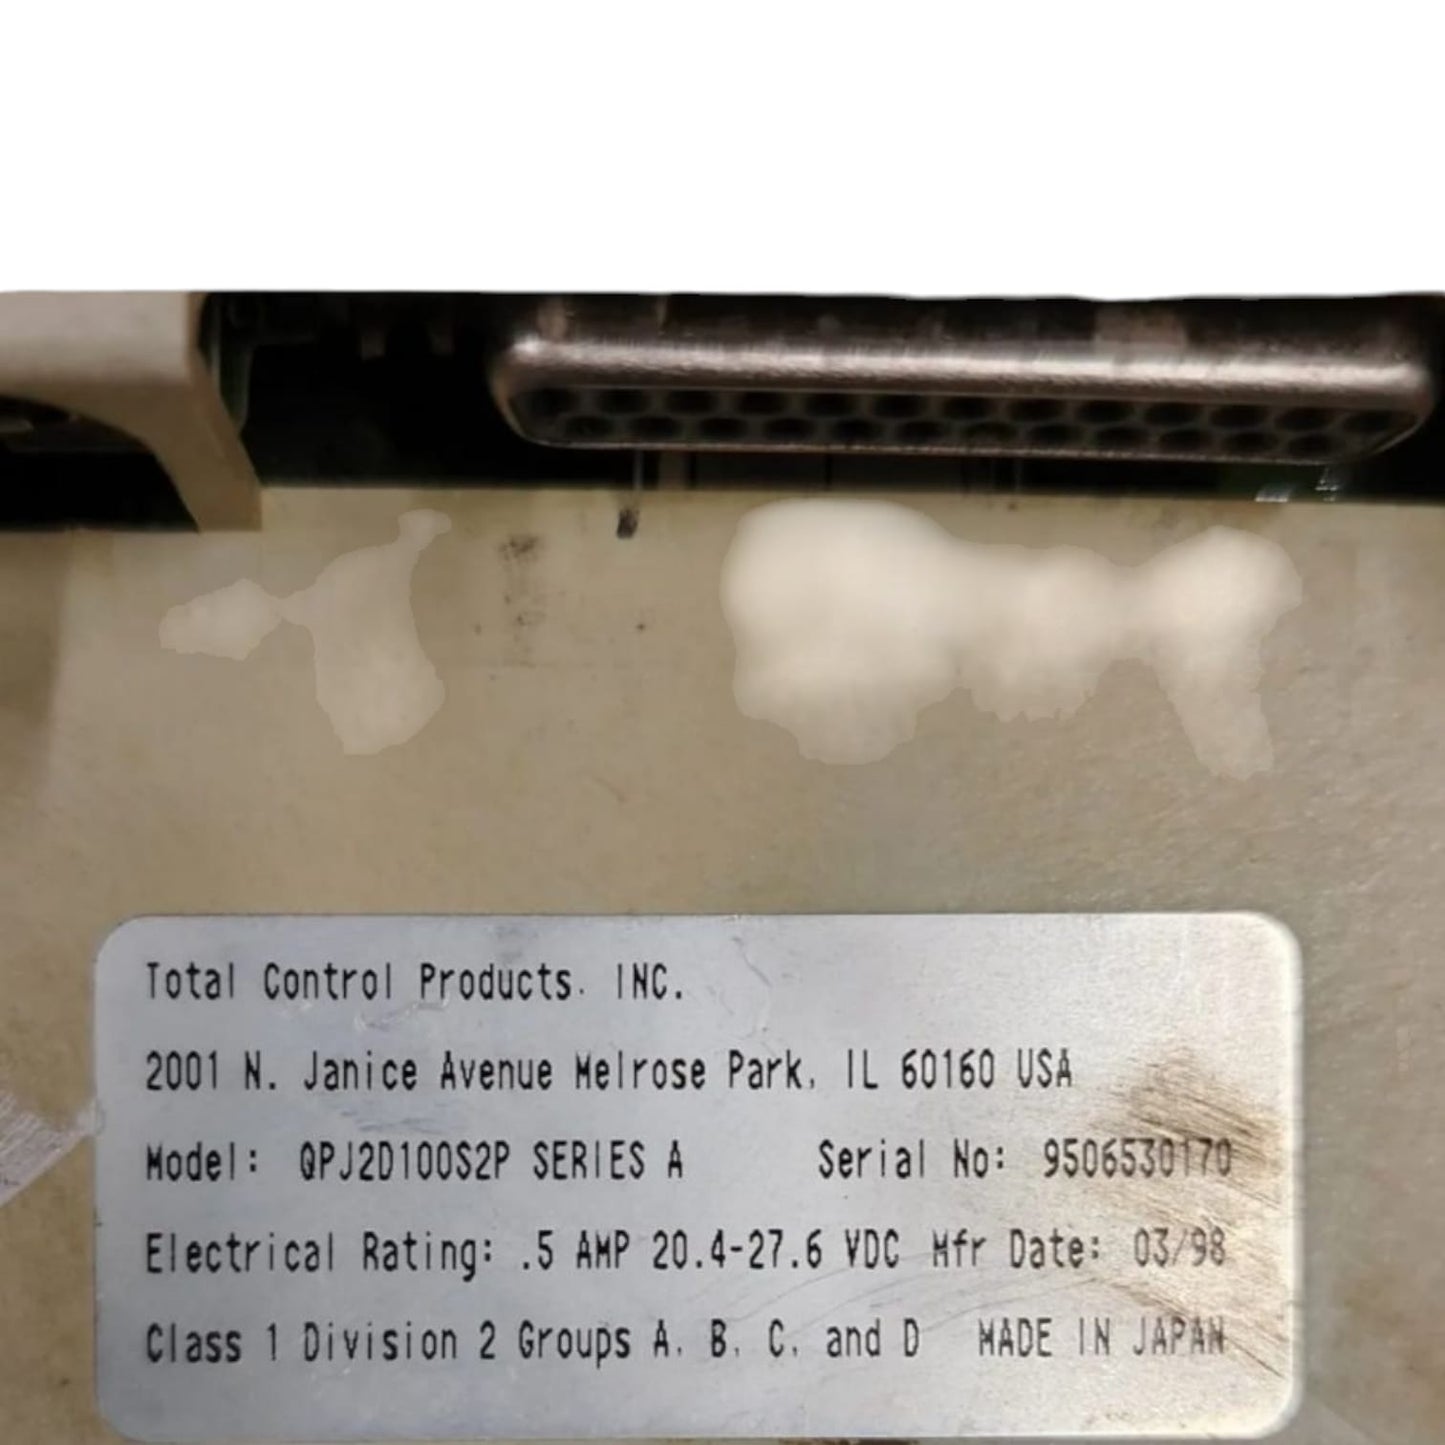 Total Control Products. INC.
2001 N. Janice Avenue Melrose Park, IL 60160 USA
Model: QPJ2D100S2P SERIES A Serial No: 9506530170
Electrical Rating: .5 AMP 20.4-27.6 VDC Mfr Date: 03/98
Class 1 Division 2 Groups A, B, C, and D MADE IN JAPAN